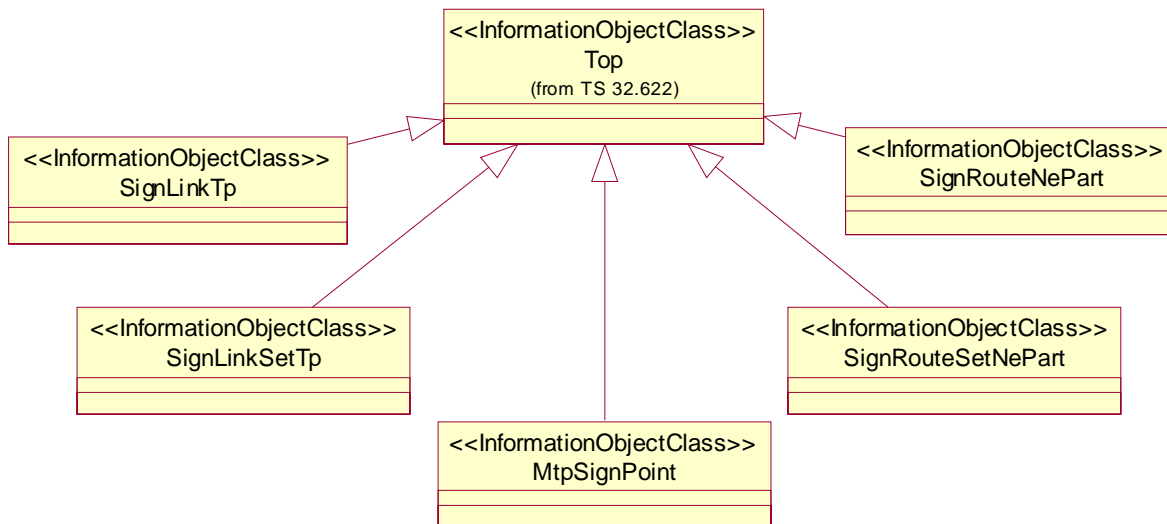 <<InformationObjectClass>>
Top
(from TS 32.622)
<<InformationObjectClass>>
SignLinkTp
<<InformationObjectClass>>
SignRouteNePart
<<InformationObjectClass>>
SignLinkSetTp
<<InformationObjectClass>>
SignRouteSetNePart
<<InformationObjectClass>>
MtpSignPoint